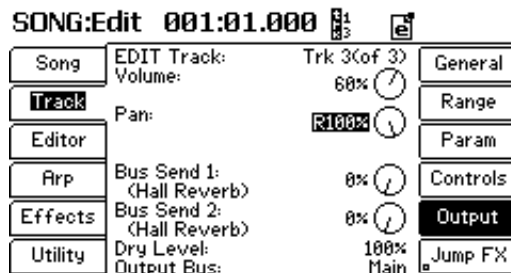 SONG:Edit 001:01.000
Song
Track
Editor
Arp
Effects
Utility
EDIT Track: Trk 3(of 3)
Volume: 60%
Pan: R100%
Bus Send 1: 0%
(Hall Reverb)
Bus Send 2: 0%
(Hall Reverb)
Dry Level: 100%
Output Bus: Main
General
Range
Param
Controls
Output
Jump FX